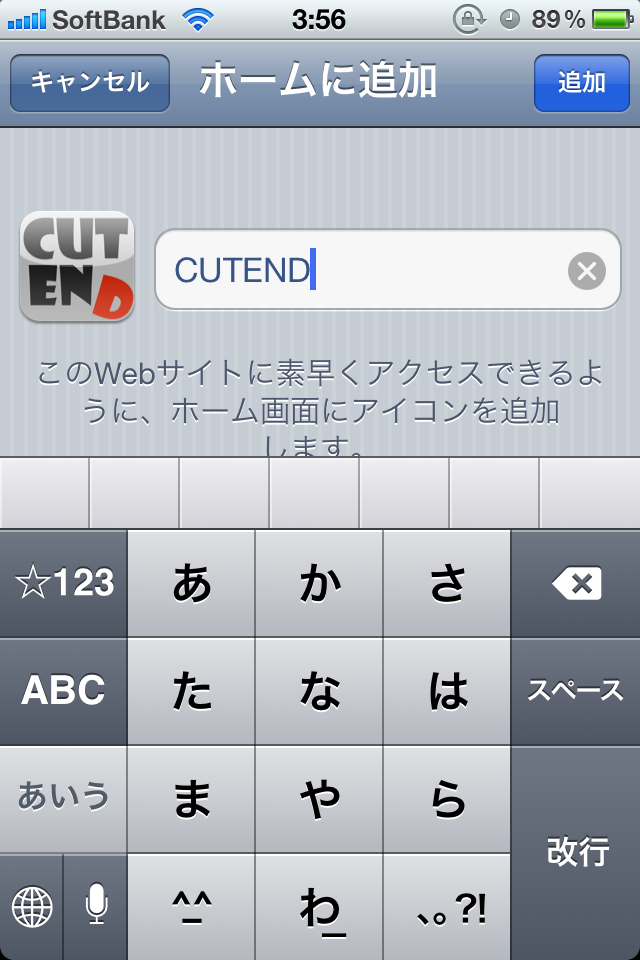 SoftBank 3:56 89%
キャンセル ホームに追加 追加
CUT
END
CUTEND
このWebサイトに素早くアクセスできるよ
うに、ホーム画面にアイコンを追加
します。
☆123 あ か さ
ABC た な は スペース
あいう ま や ら
改行
^_^ わ_ 、。?!